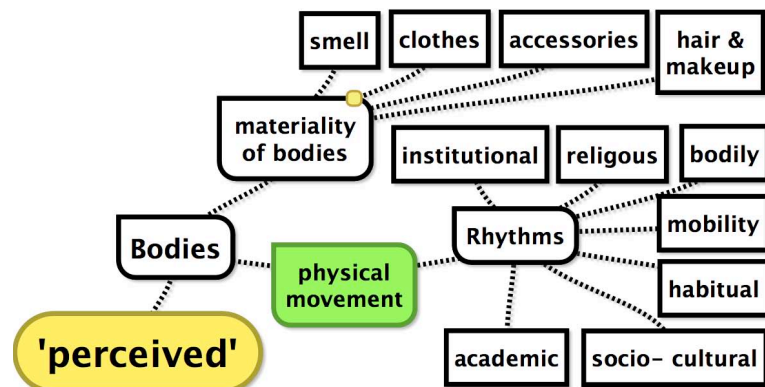 smell
clothes
accessories
hair &
makeup
materiality
of bodies
institutional
religous
bodily
Bodies
physical
movement
Rhythms
mobility
habitual
'perceived'
academic
socio- cultural